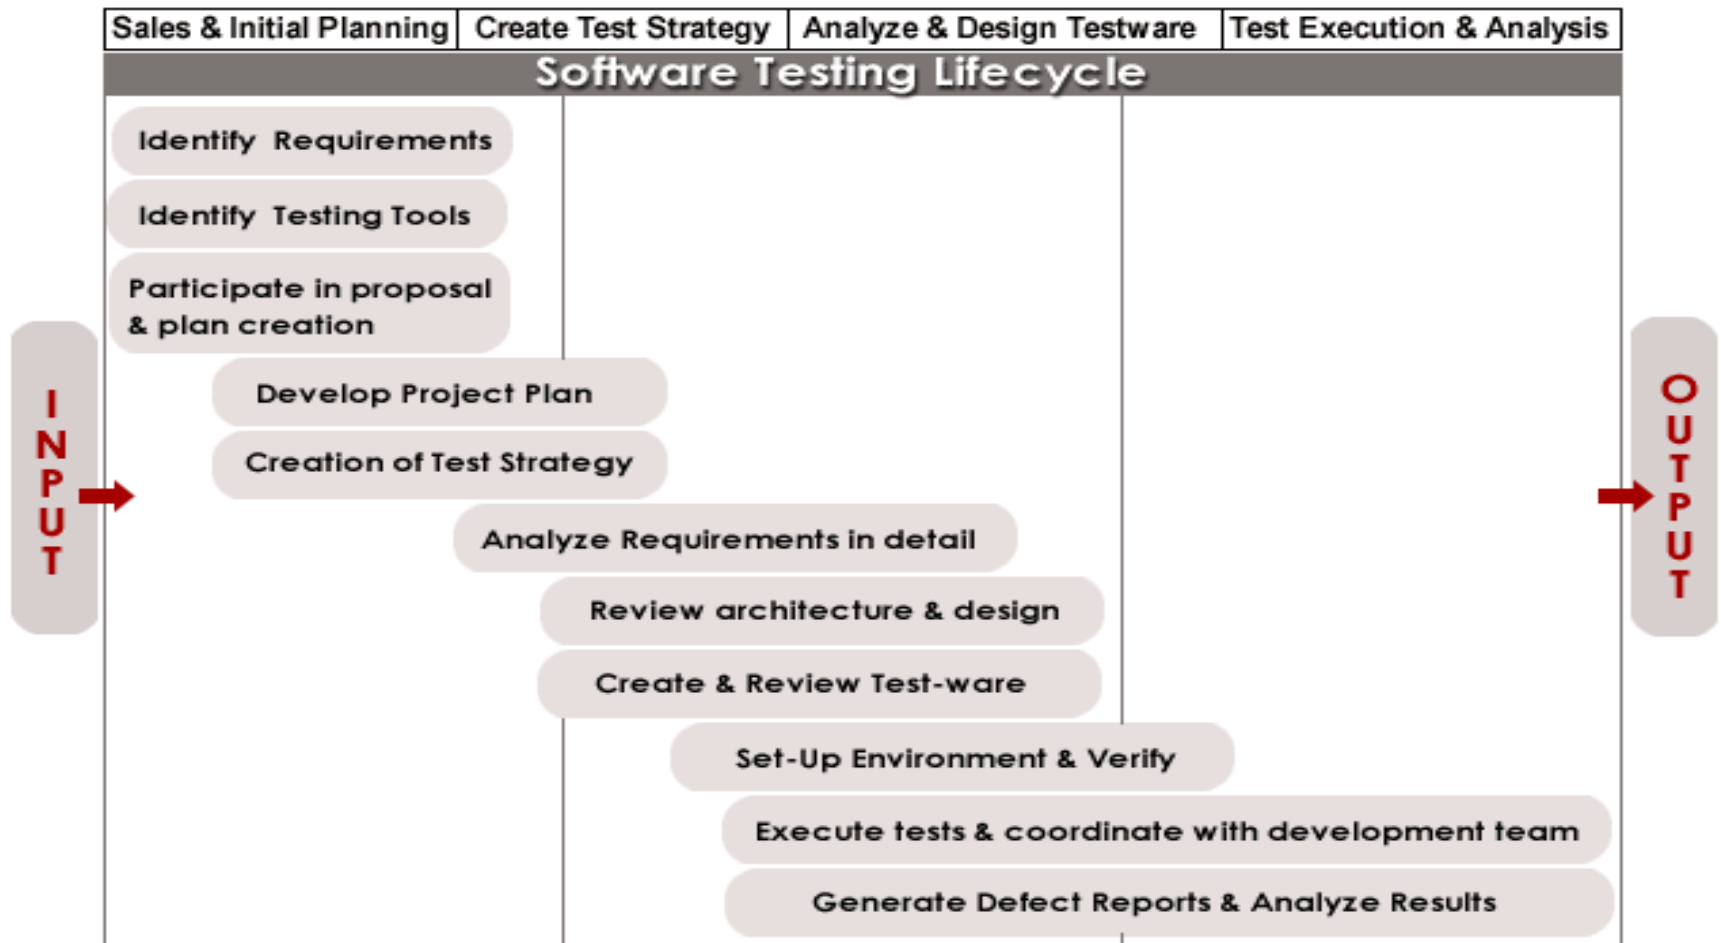 Sales & Initial Planning
Create Test Strategy
Analyze & Design Testware
Test Execution & Analysis
Software Testing Lifecycle
Identify Requirements
Identify Testing Tools
Participate in proposal
& plan creation
Develop Project Plan
Creation of Test Strategy
Analyze Requirements in detail
Review architecture & design
Create & Review Test-ware
Set-Up Environment & Verify
Execute tests & coordinate with development team
Generate Defect Reports & Analyze Results
INPUT
OUTPUT